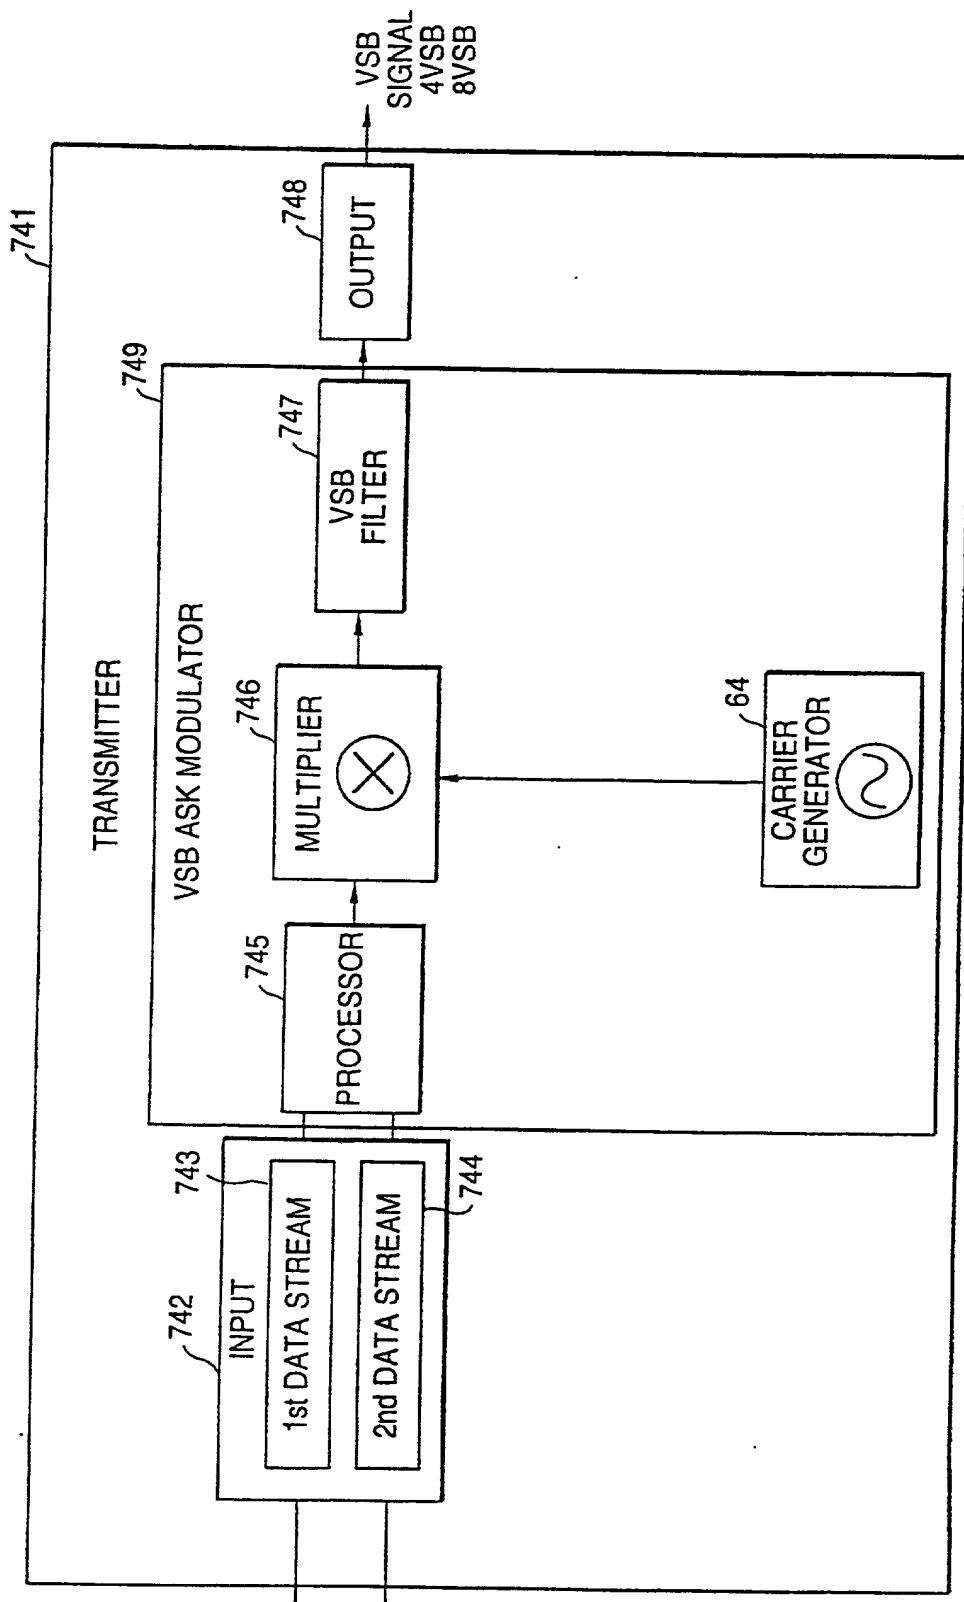 741
TRANSMITTER
749
VSB ASK MODULATOR
742
INPUT
743
1st DATA STREAM
2nd DATA STREAM
744
745
PROCESSOR
746
MULTIPLIER
747
VSB
FILTER
748
OUTPUT
VSB
SIGNAL
4VSB
8VSB
64
CARRIER
GENERATOR